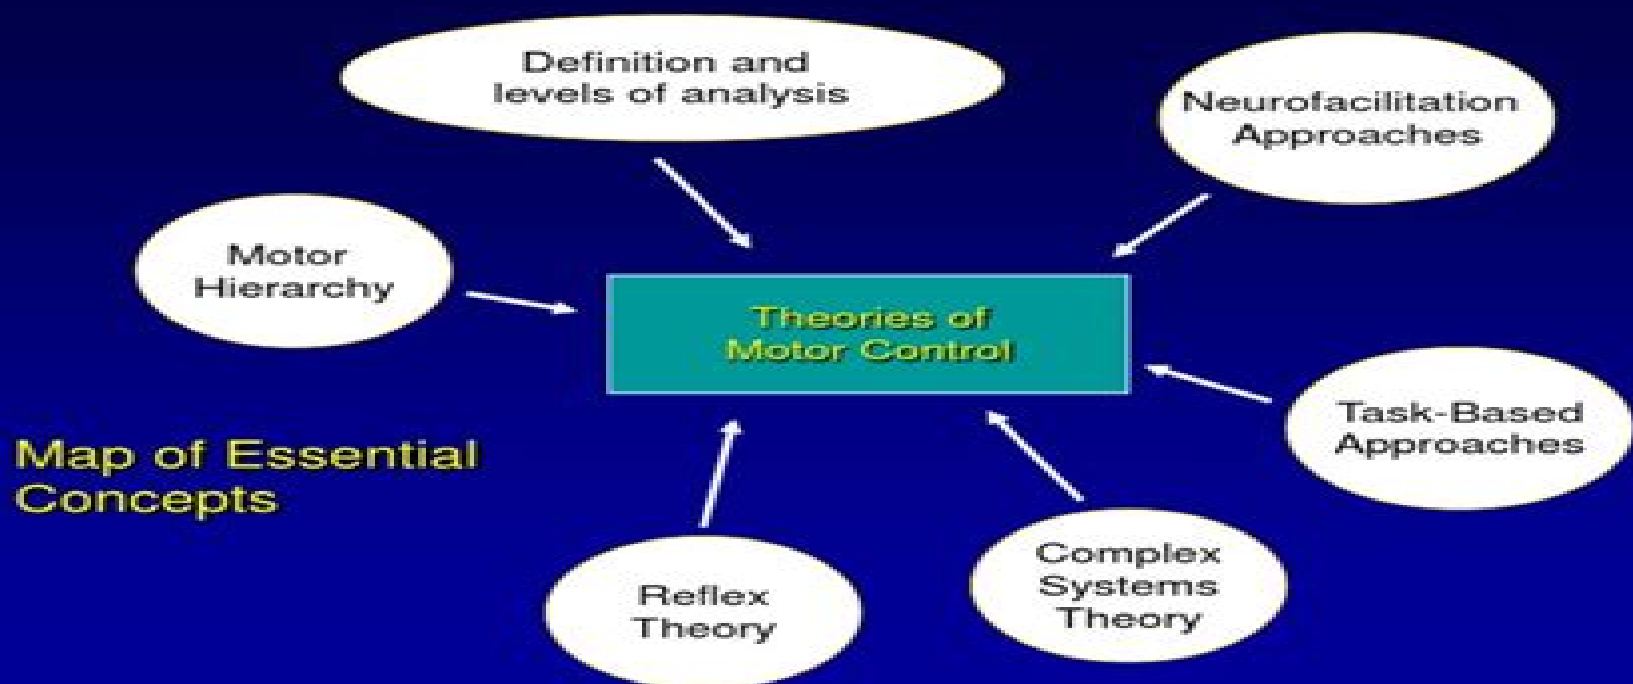 Definition and
levels of analysis
Neurofacilitation
Approaches
Motor
Hierarchy
Theories of
Motor Control
Task-Based
Approaches
Map of Essential
Concepts
Complex
Systems
Theory
Reflex
Theory